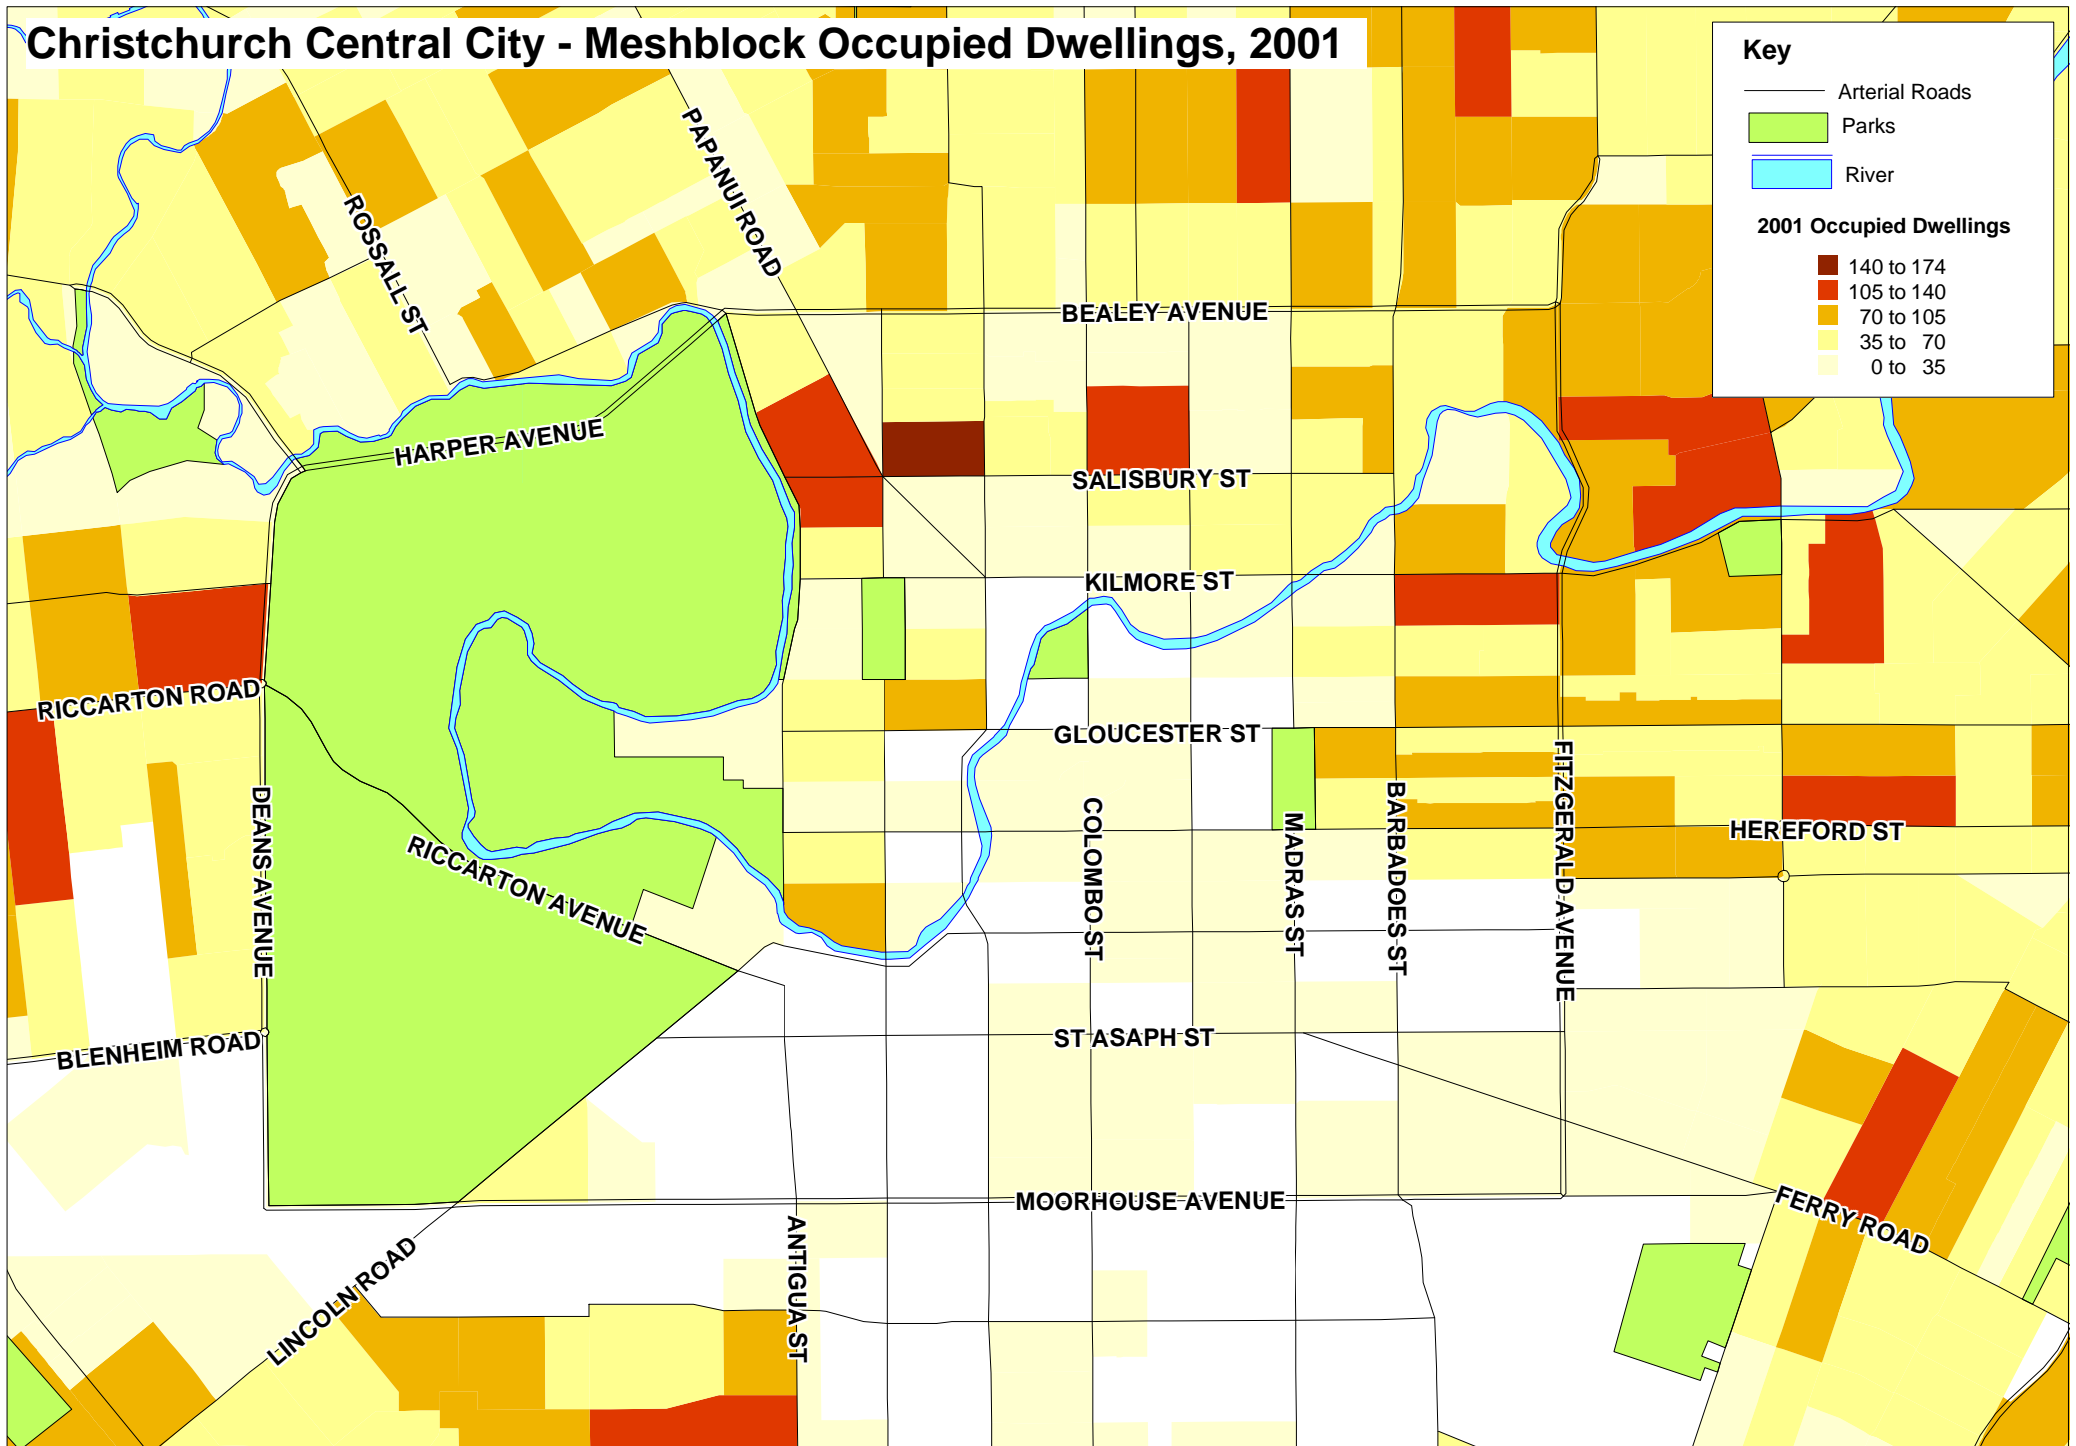 Christchurch Central City - Meshblock Occupied Dwellings, 2001
Key
Arterial Roads
Parks
River
2001 Occupied Dwellings
140 to 174
105 to 140
70 to 105
35 to 70
0 to 35
PAPANUI ROAD
ROSSALL ST
BEALEY AVENUE
HARPER AVENUE
SALISBURY ST
KILMORE ST
RICCARTON ROAD
GLOUCESTER ST
DEANS AVENUE
RICCARTON AVENUE
COLOMBO ST
MADRAS ST
BARBADOES ST
FITZGERALD AVENUE
HEREFORD ST
BLENHEIM ROAD
ST ASAPH ST
MOORHOUSE AVENUE
FERRY ROAD
LINCOLN ROAD
ANTIGUA ST